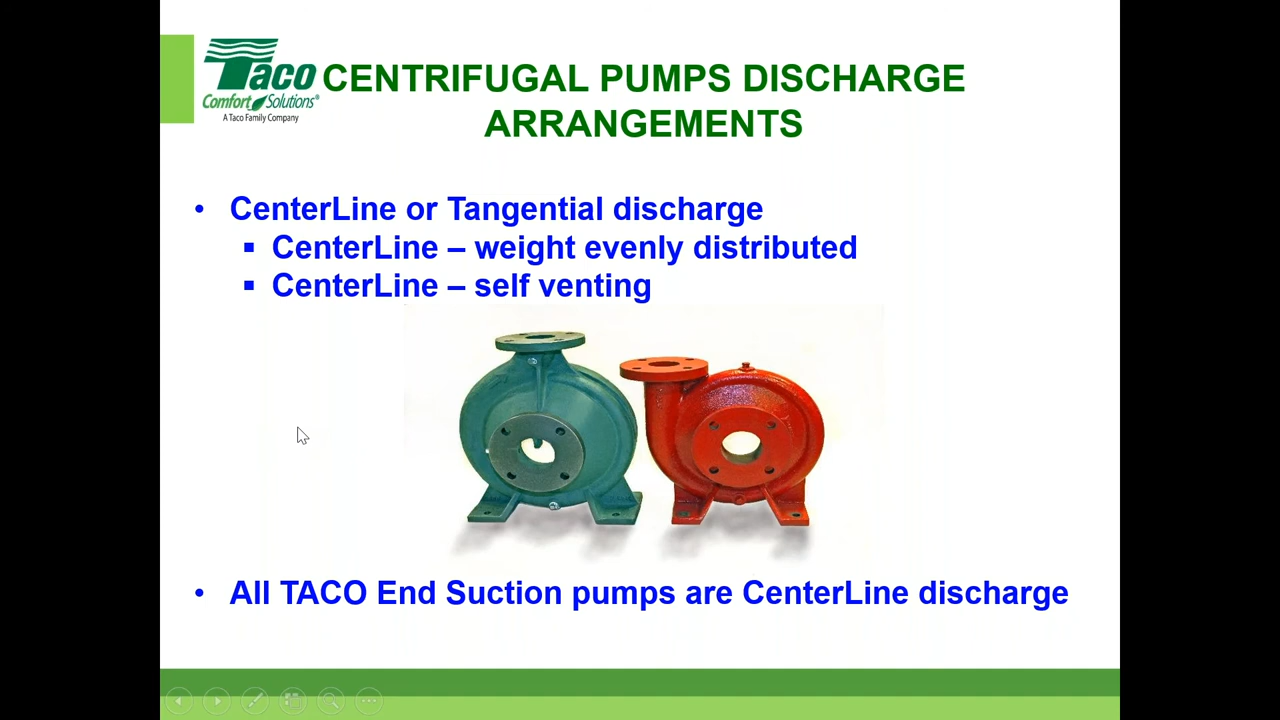 Taco
Comfort Solutions®
A Taco Family Company
CENTRIFUGAL PUMPS DISCHARGE
ARRANGEMENTS
• CenterLine or Tangential discharge
▪ CenterLine – weight evenly distributed
▪ CenterLine – self venting
• All TACO End Suction pumps are CenterLine discharge